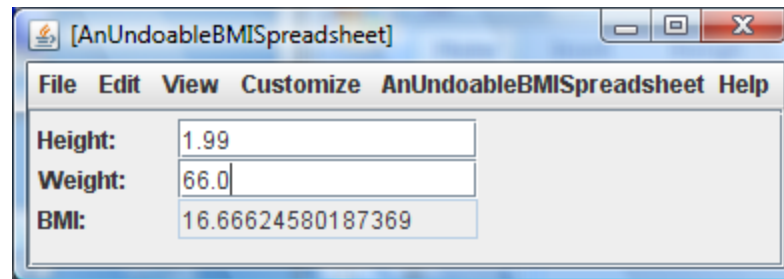 [AnUndoableBMISpreadsheet]
File Edit View Customize AnUndoableBMISpreadsheet Help
Height: 1.99
Weight: 66.0
BMI: 16.66624580187369